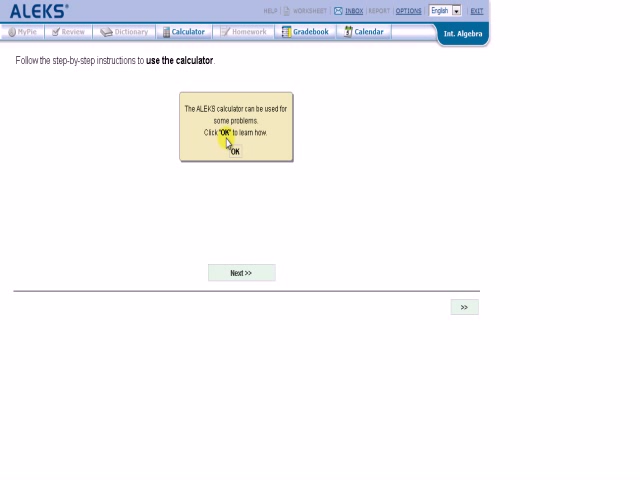 ALEKS®
HELP | WORKSHEET | INBOX | REPORT | OPTIONS | English | EXIT
MyPie Review Dictionary Calculator Homework Gradebook Calendar Int. Algebra
Follow the step-by-step instructions to use the calculator.
The ALEKS calculator can be used for
some problems.
Click "OK" to learn how.
OK
Next >>
>>